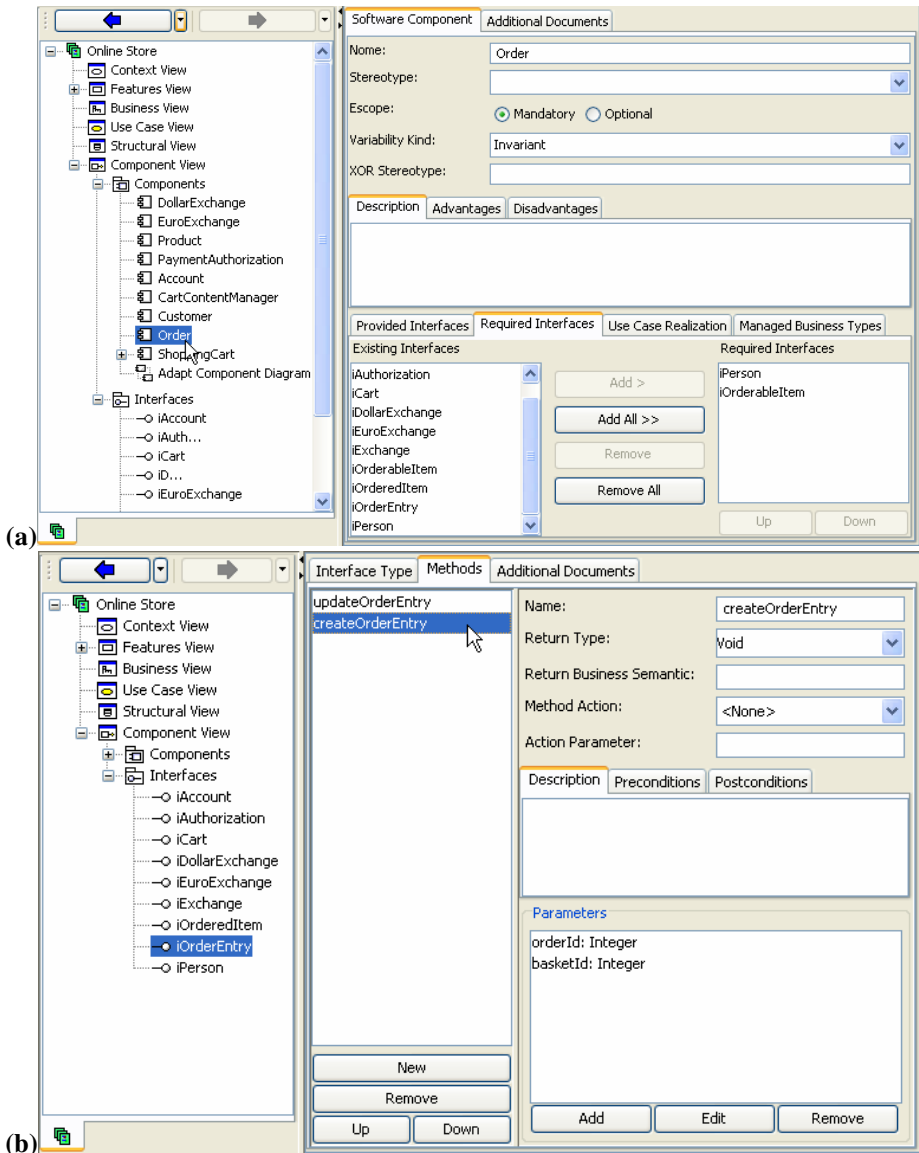 Online Store
Context View
Features View
Business View
Use Case View
Structural View
Component View
Components
DollarExchange
EuroExchange
Product
PaymentAuthorization
Account
CartContentManager
Customer
Order
ShoppingCart
Adapt Component Diagram
Interfaces
iAccount
iAuth...
iCart
iD...
iEuroExchange
(a)
Software Component Additional Documents
Nome: Order
Stereotype:
Escope: Mandatory Optional
Variability Kind: Invariant
XOR Stereotype:
Description Advantages Disadvantages
Provided Interfaces Required Interfaces Use Case Realization Managed Business Types
Existing Interfaces Required Interfaces
iAuthorization
iCart
iDollarExchange
iEuroExchange
iExchange
iOrderableItem
iOrderedItem
iOrderEntry
iPerson
Add >
Add All >>
Remove
Remove All
iPerson
iOrderableItem
Up Down
Online Store
Context View
Features View
Business View
Use Case View
Structural View
Component View
Components
Interfaces
iAccount
iAuthorization
iCart
iDollarExchange
iEuroExchange
iExchange
iOrderedItem
iOrderEntry
iPerson
(b)
Interface Type Methods Additional Documents
updateOrderEntry
createOrderEntry
New
Remove
Up Down
Name: createOrderEntry
Return Type: Void
Return Business Semantic:
Method Action: <None>
Action Parameter:
Description Preconditions Postconditions
Parameters
orderId: Integer
basketId: Integer
Add Edit Remove